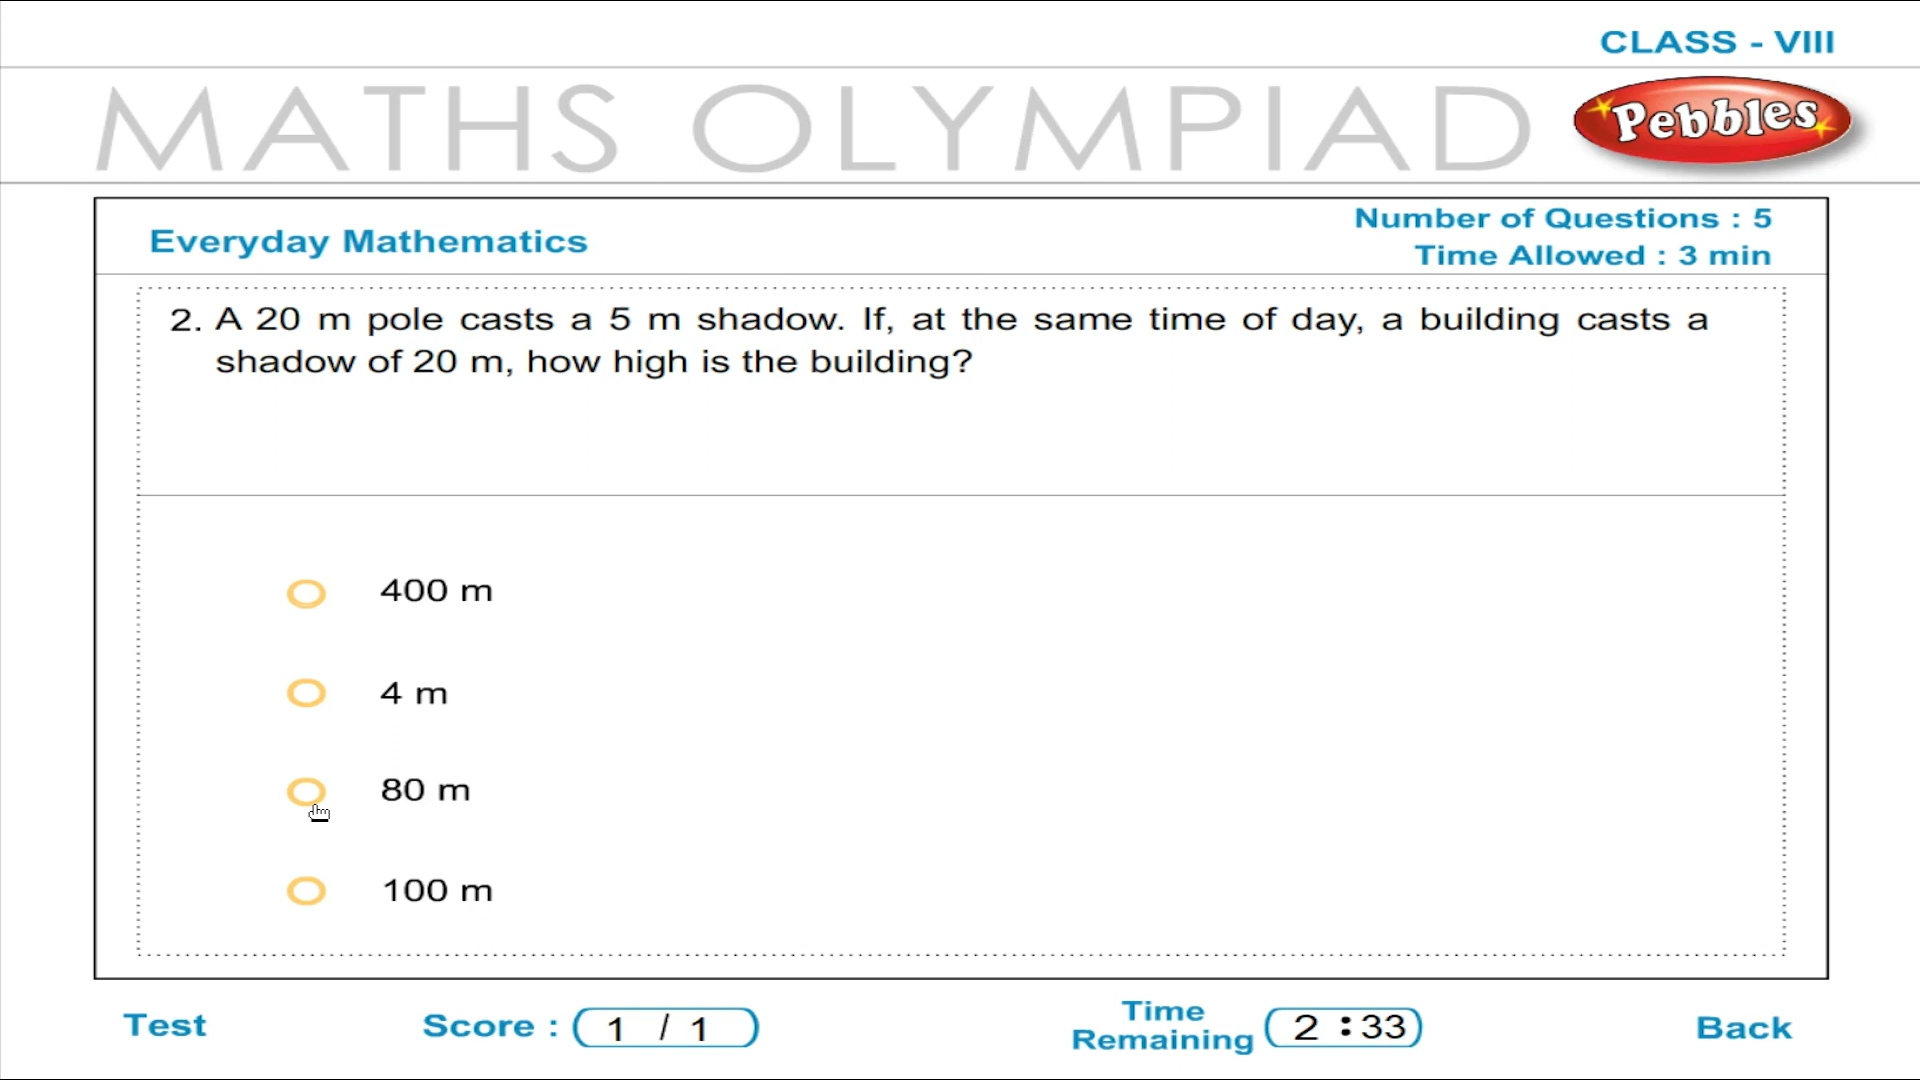 CLASS - VIII
MATHS OLYMPIAD
Pebbles
Everyday Mathematics
Number of Questions : 5
Time Allowed : 3 min
2. A 20 m pole casts a 5 m shadow. If, at the same time of day, a building casts a
shadow of 20 m, how high is the building?
400 m
4 m
80 m
100 m
Test
Score : 1 / 1
Time
Remaining 2 : 33
Back